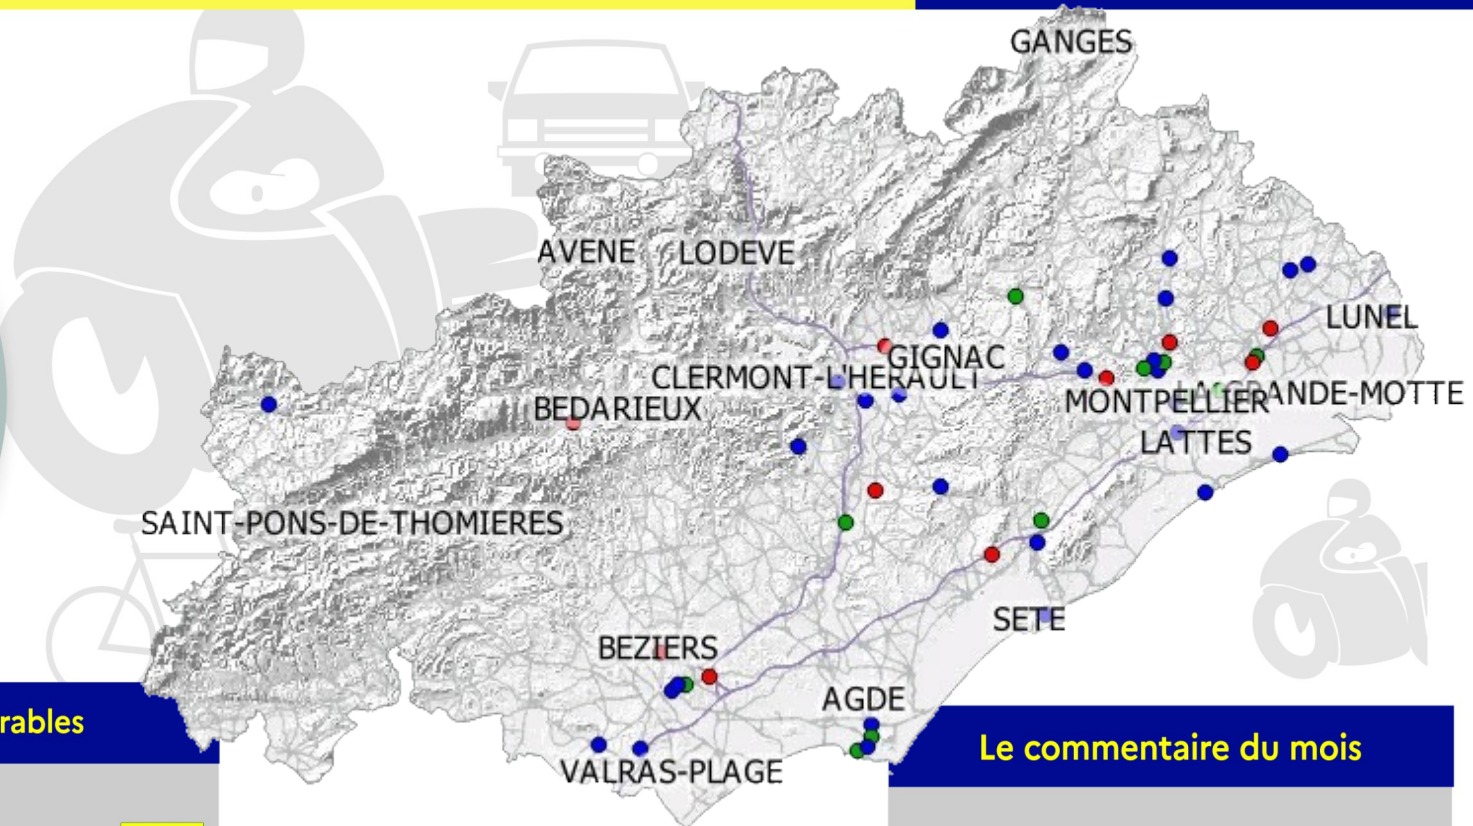 GANGES
AVENE
LODEVE
LUNEL
GIGNAC
CLERMONT-L'HERAULT
BEDARIEUX
LA GRANDE-MOTTE
MONTPELLIER
LATTES
SAINT-PONS-DE-THOMIERES
SETE
BEZIERS
AGDE
rables
Le commentaire du mois
VALRAS-PLAGE